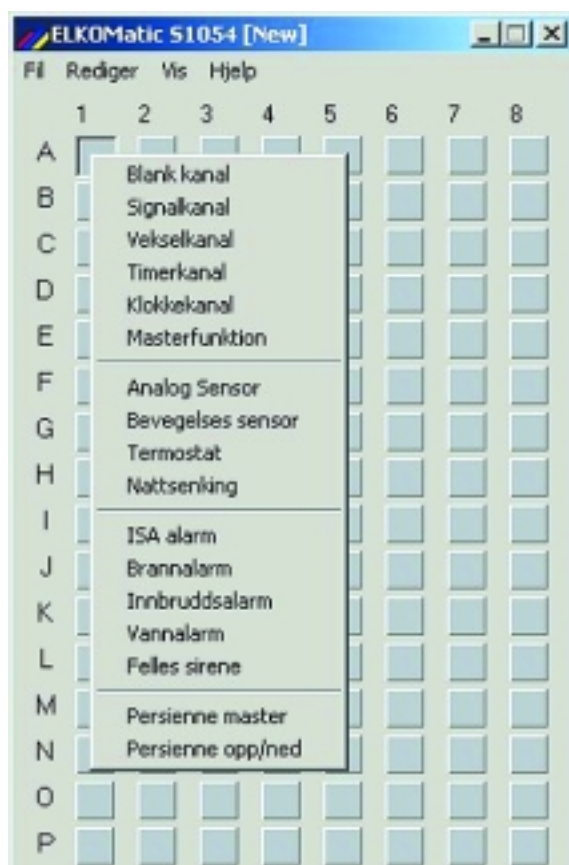 ELKOMatic S1054 [New]
Fil Rediger Vis Hjelp
1 2 3 4 5 6 7 8
A
Blank kanal
B
Signalkanal
C
Vekselkanal
D
Timerkanal
Klokkekanal
E
Masterfunktion
F
Analog Sensor
G
Bevegelses sensor
Termostat
H
Nattsenking
I
ISA alarm
J
Brannalarm
K
Innbruddsalarm
Vannalarm
L
Felles sirene
M
Persienne master
N
Persienne opp/ned
O
P